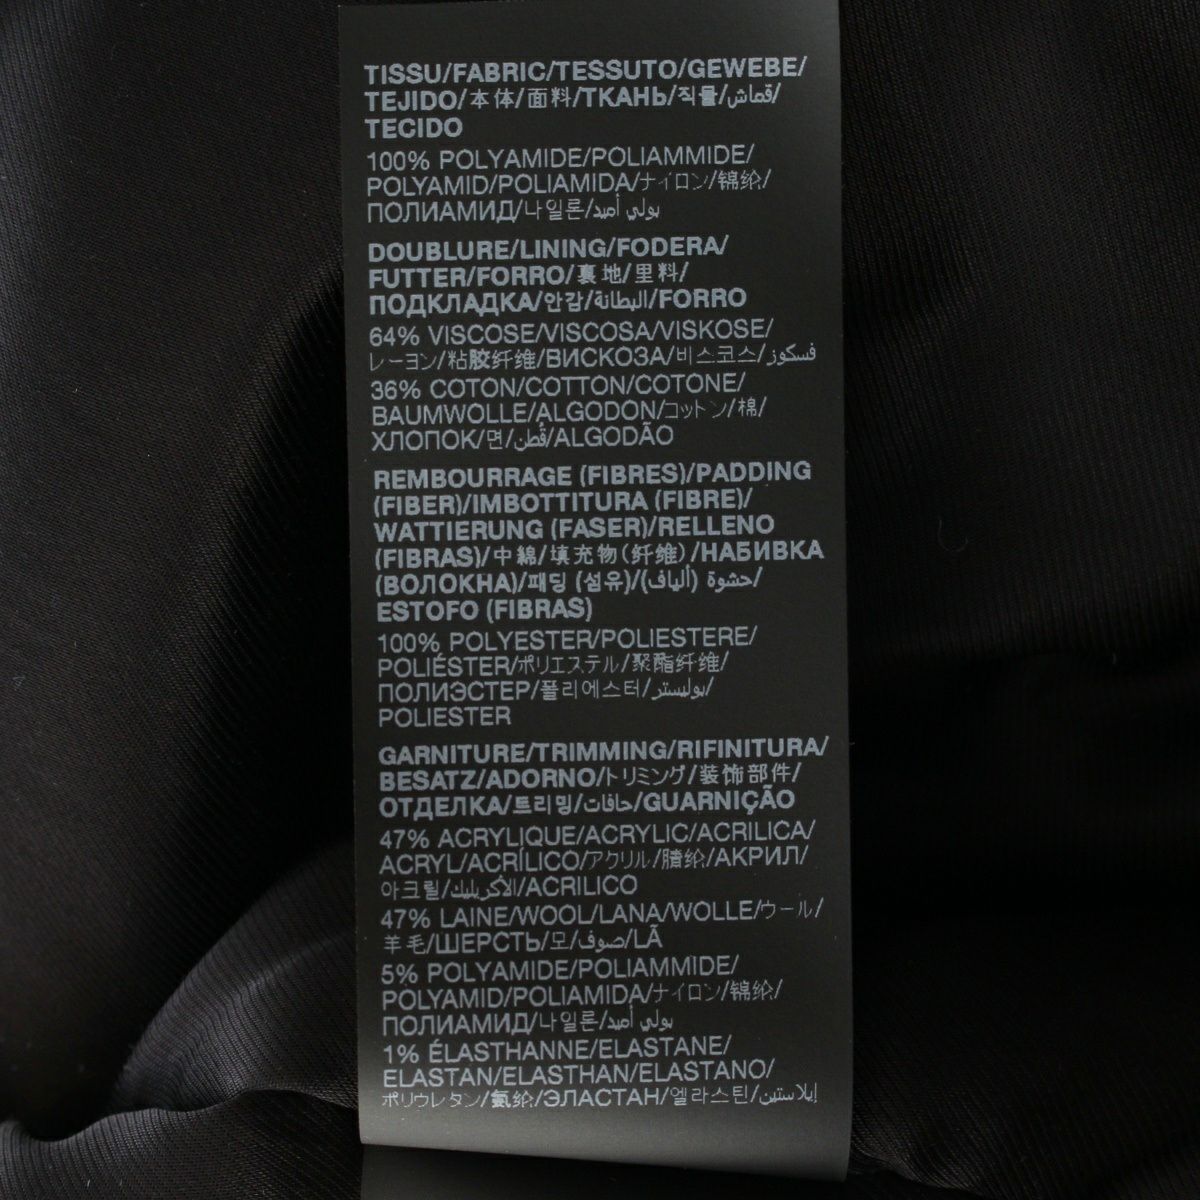 TISSU/FABRIC/TESSUTO/GEWEBE/
TEJIDO/本体/面料/ТКАНЬ/직물/قماش/
TECIDO
100% POLYAMIDE/POLIAMMIDE/
POLYAMID/POLIAMIDA/ナイロン/锦纶/
ПОЛИАМИД/나일론/بولي أميد
DOUBLURE/LINING/FODERA/
FUTTER/FORRO/裏地/里料/
ПОДКЛАДКА/안감/البطانة/FORRO
64% VISCOSE/VISCOSA/VISKOSE/
レーヨン/粘胶纤维/ВИСКОЗА/비스코스/فسكوز
36% COTON/COTTON/COTONE/
BAUMWOLLE/ALGODON/コットン/棉/
ХЛОПОК/면/قُطن/ALGODÃO
REMBOURRAGE (FIBRES)/PADDING
(FIBER)/IMBOTTITURA (FIBRE)/
WATTIERUNG (FASER)/RELLENO
(FIBRAS)/中綿/填充物(纤维)/НАБИВКА
(ВОЛОКНА)/패딩 (섬유)/حشوة (ألياف)/
ESTOFO (FIBRAS)
100% POLYESTER/POLIESTERE/
POLIÉSTER/ポリエステル/聚酯纤维/
ПОЛИЭСТЕР/폴리에스터/بوليستر/
POLIESTER
GARNITURE/TRIMMING/RIFINITURA/
BESATZ/ADORNO/トリミング/装饰部件/
ОТДЕЛКА/트리밍/حافات/GUARNIÇÃO
47% ACRYLIQUE/ACRYLIC/ACRILICA/
ACRYL/ACRÍLICO/アクリル/腈纶/АКРИЛ/
아크릴/الأكريليك/ACRILICO
47% LAINE/WOOL/LANA/WOLLE/ウール/
羊毛/ШЕРСТЬ/모/صوف/LÃ
5% POLYAMIDE/POLIAMMIDE/
POLYAMID/POLIAMIDA/ナイロン/锦纶/
ПОЛИАМИД/나일론/بولي أميد
1% ÉLASTHANNE/ELASTANE/
ELASTAN/ELASTHAN/ELASTANO/
ポリウレタン/氨纶/ЭЛАСТАН/엘라스틴/إيلاستين